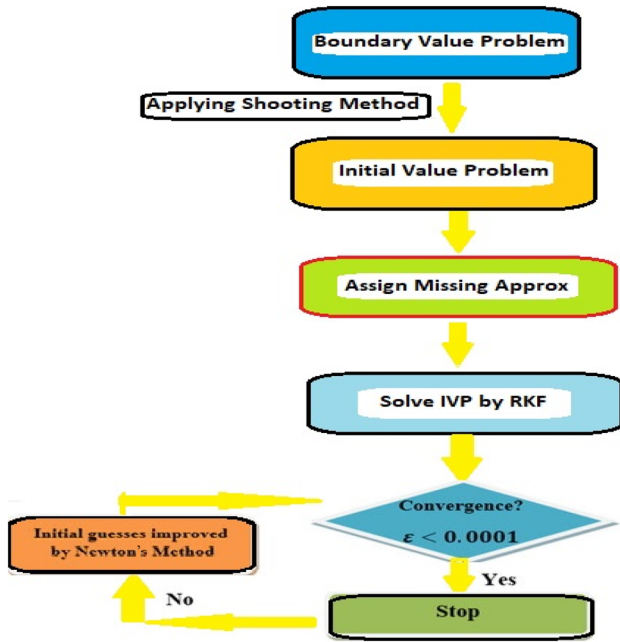 Boundary Value Problem
Applying Shooting Method
Initial Value Problem
Assign Missing Approx
Solve IVP by RKF
Convergence?
ε < 0.0001
Initial guesses improved
by Newton's Method
Yes
No
Stop